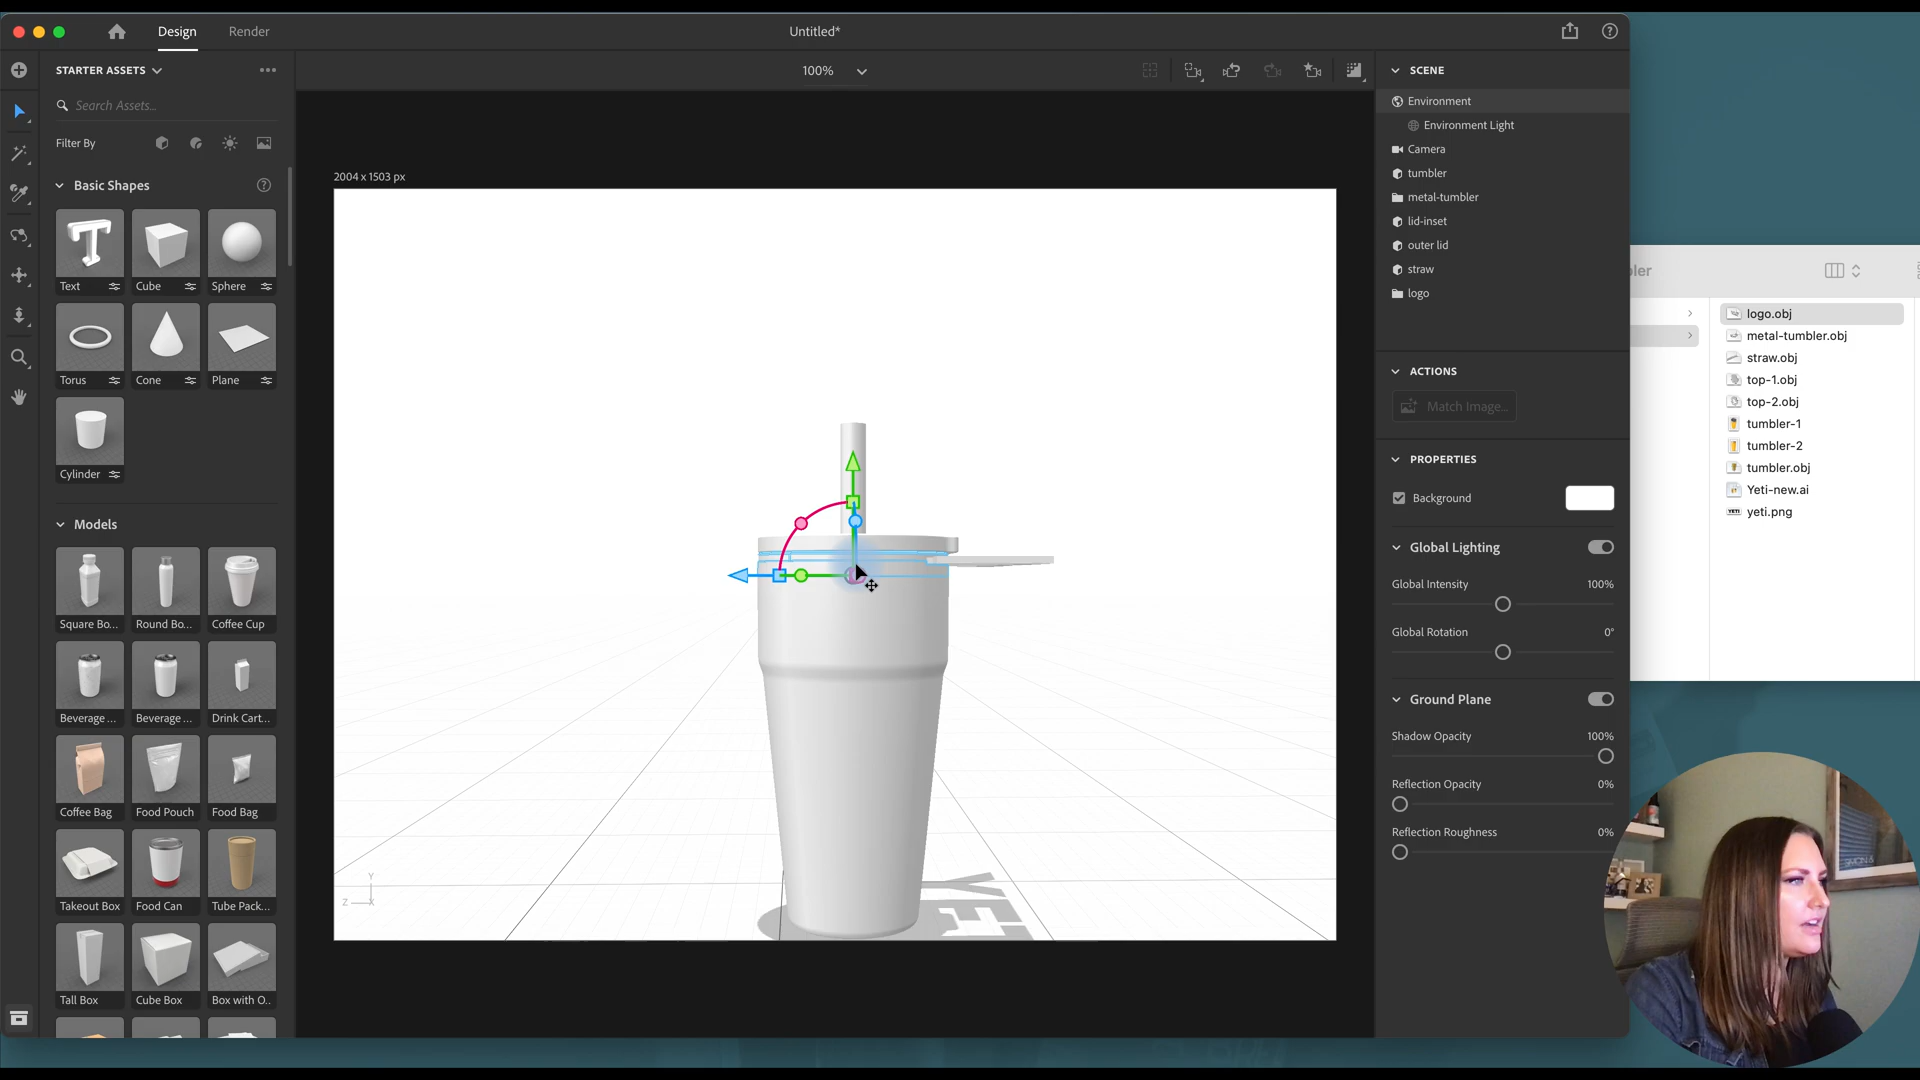 Design
Render
Untitled*
STARTER ASSETS
100%
Search Assets...
Filter By
Basic Shapes
Text
Cube
Sphere
Torus
Cone
Plane
Cylinder
Models
Square Bo...
Round Bo...
Coffee Cup
Beverage ...
Beverage ...
Drink Cart...
Coffee Bag
Food Pouch
Food Bag
Takeout Box
Food Can
Tube Pack...
Tall Box
Cube Box
Box with O..
2004 x 1503 px
Y
Z
X
SCENE
Environment
Environment Light
Camera
tumbler
metal-tumbler
lid-inset
outer lid
straw
logo
ACTIONS
Match Image...
PROPERTIES
Background
Global Lighting
Global Intensity 100%
Global Rotation 0°
Ground Plane
Shadow Opacity 100%
Reflection Opacity 0%
Reflection Roughness 0%
logo.obj
metal-tumbler.obj
straw.obj
top-1.obj
top-2.obj
tumbler-1
tumbler-2
tumbler.obj
Yeti-new.ai
yeti.png